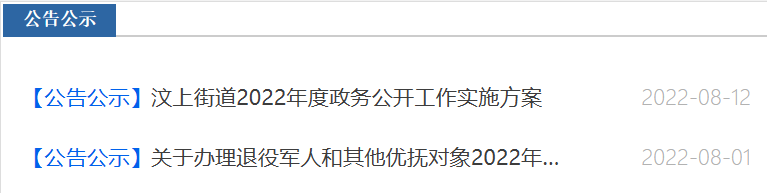 公告公示
【公告公示】汶上街道2022年度政务公开工作实施方案 2022-08-12
【公告公示】关于办理退役军人和其他优抚对象2022年... 2022-08-01